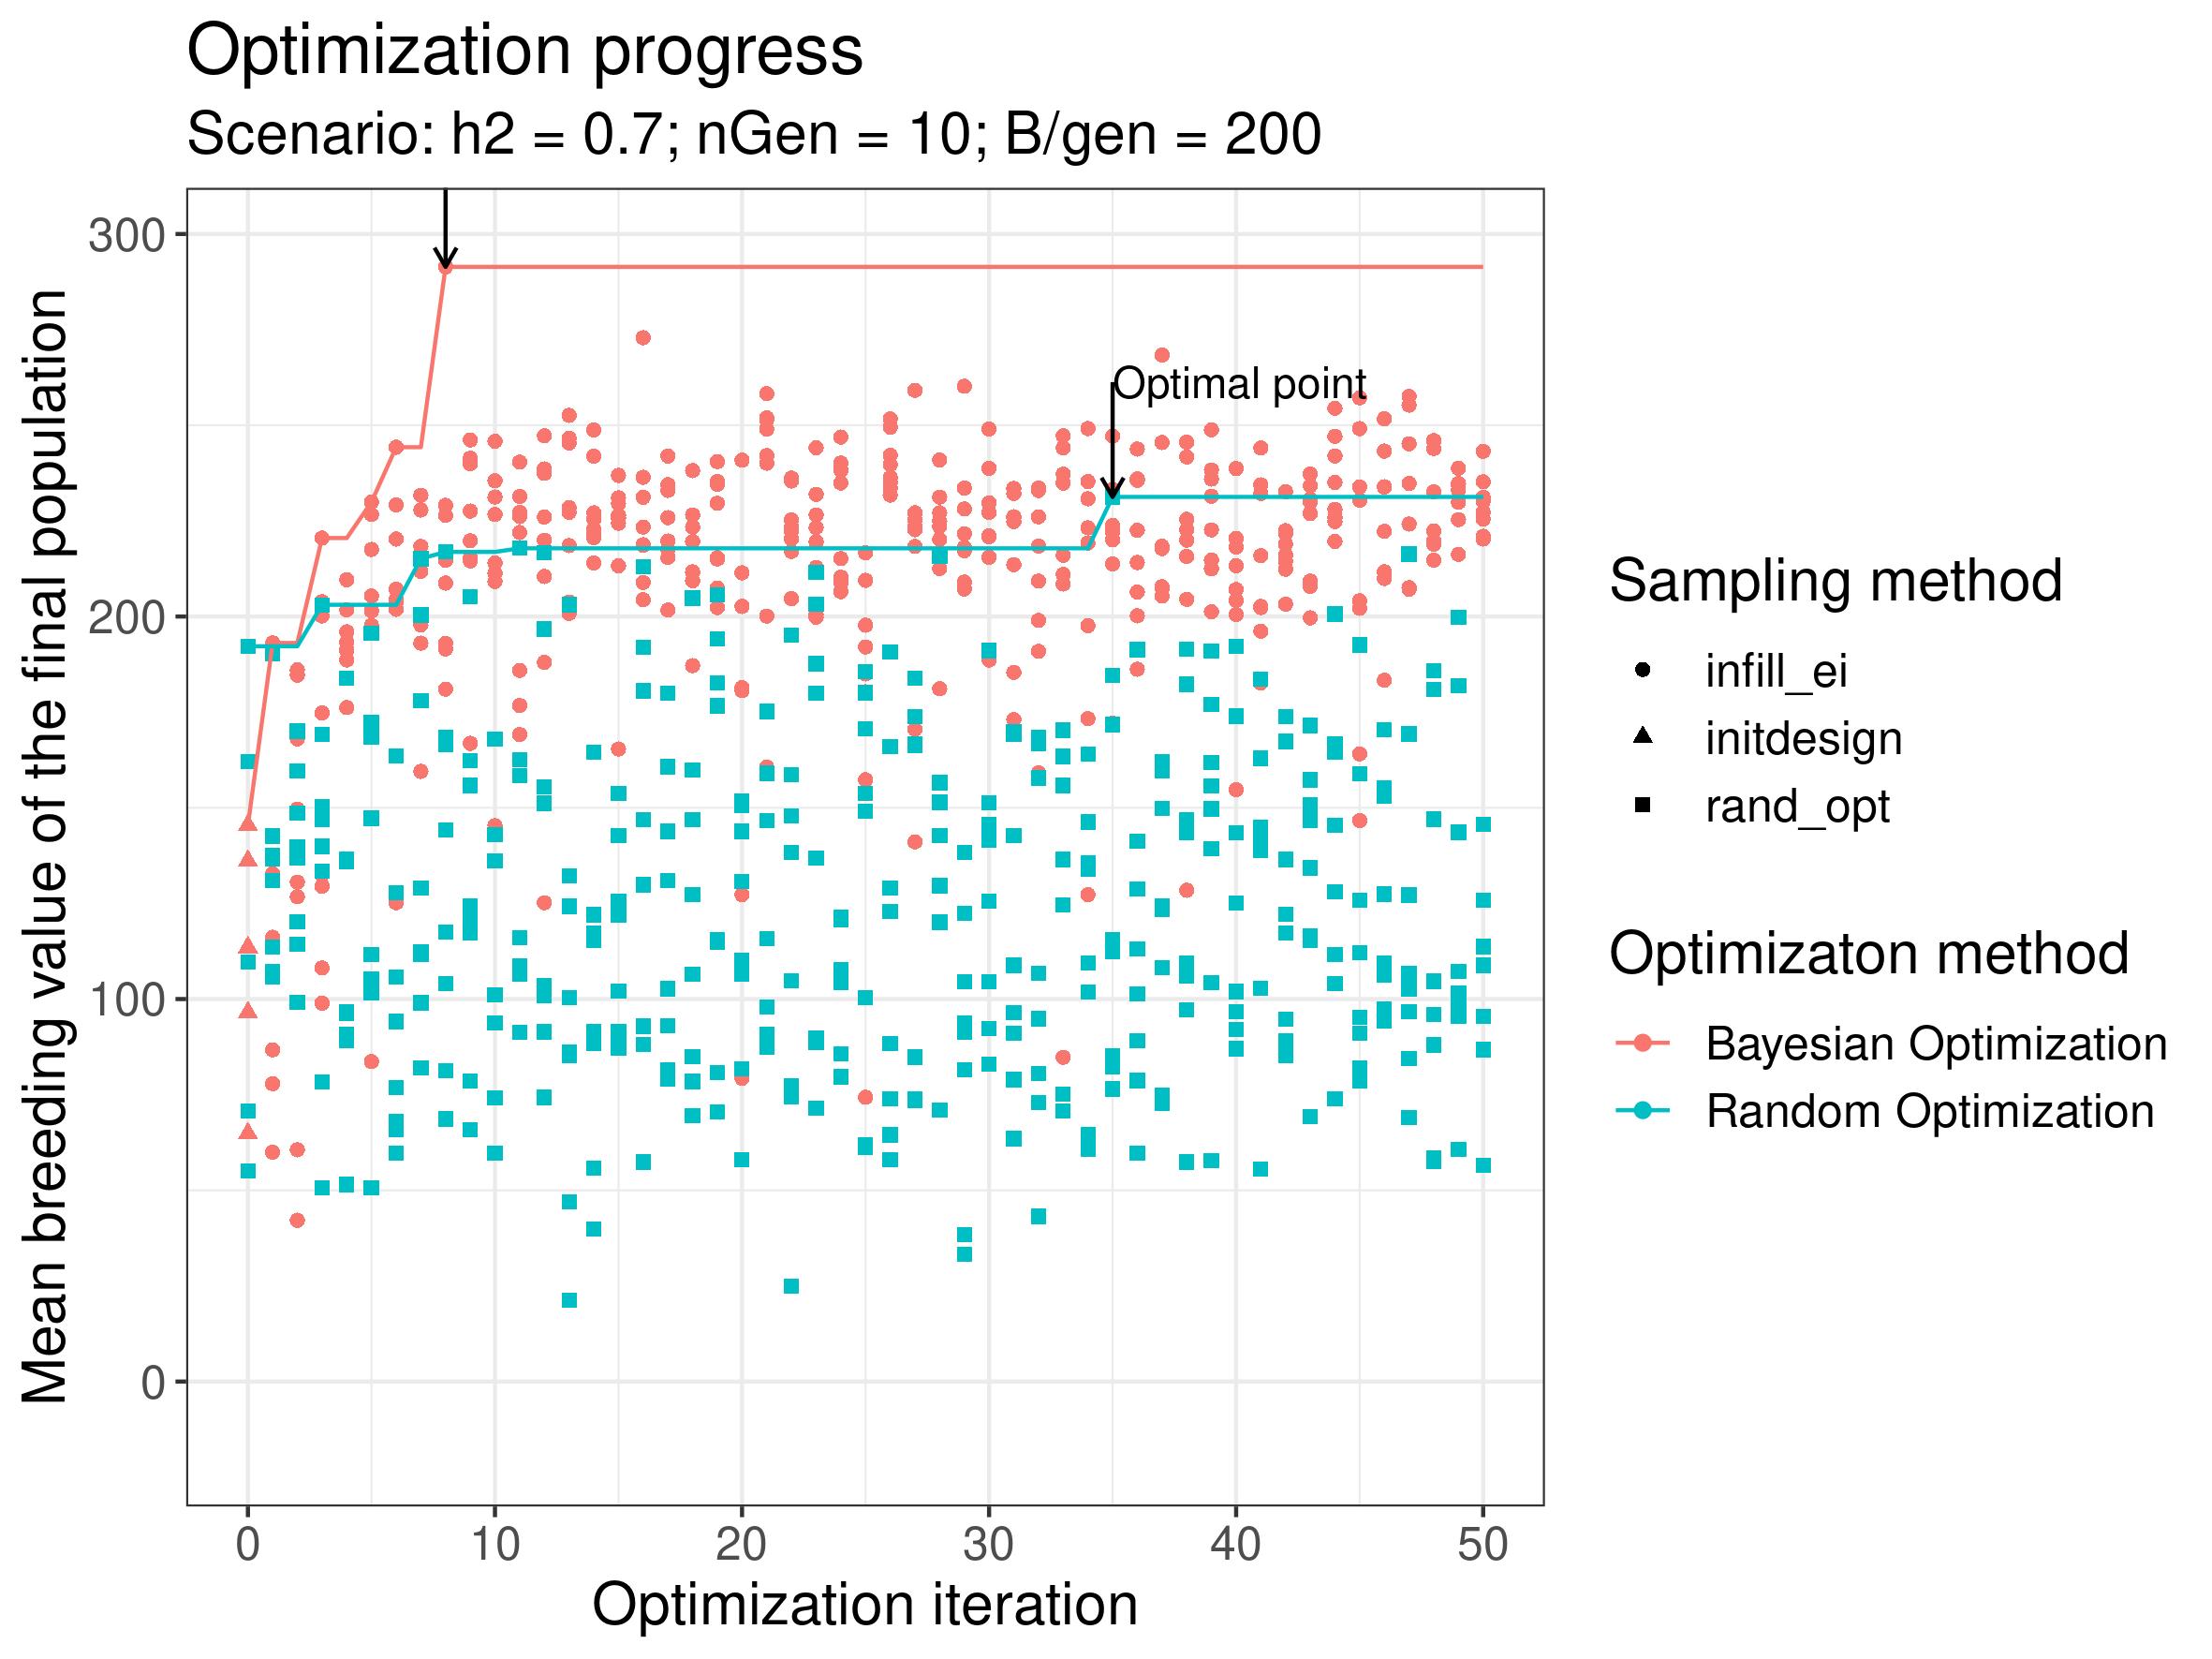 Optimization progress
Scenario: h2 = 0.7; nGen = 10; B/gen = 200
Mean breeding value of the final population
300
200
100
0
Optimal point
0 10 20 30 40 50
Optimization iteration
Sampling method
infill_ei
initdesign
rand_opt
Optimizaton method
Bayesian Optimization
Random Optimization